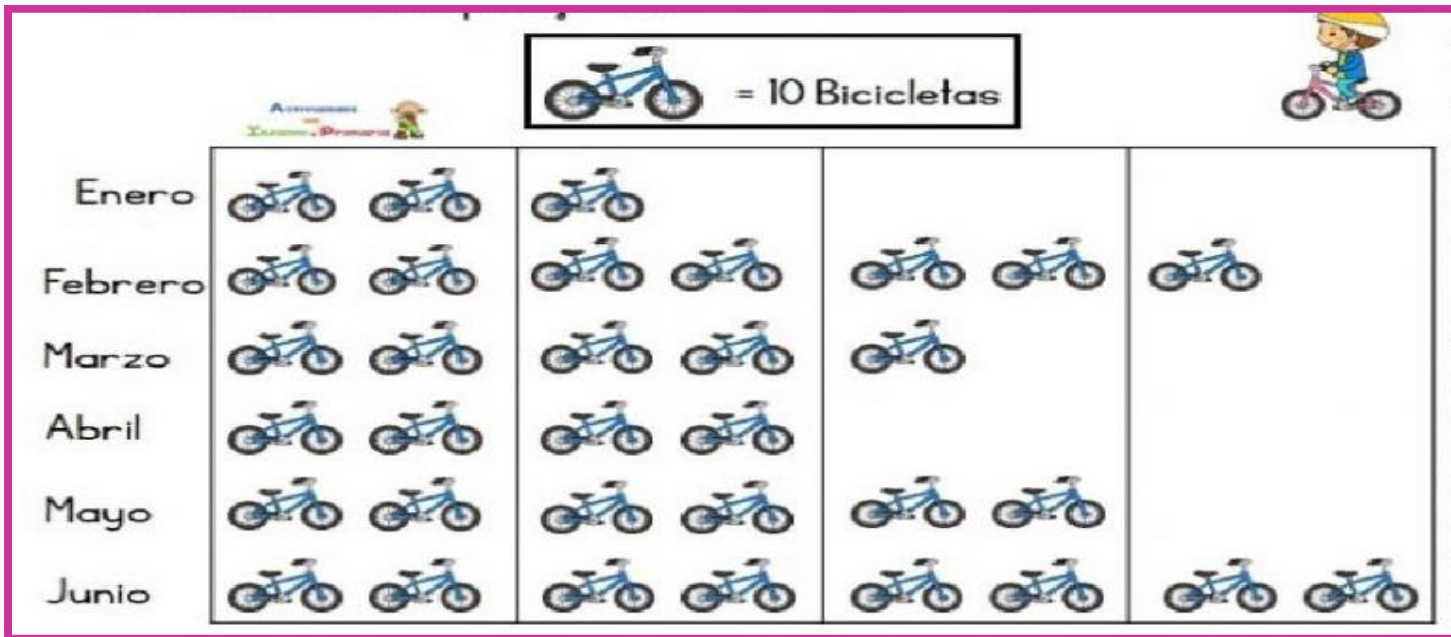 = 10 Bicicletas
Enero
Febrero
Marzo
Abril
Mayo
Junio